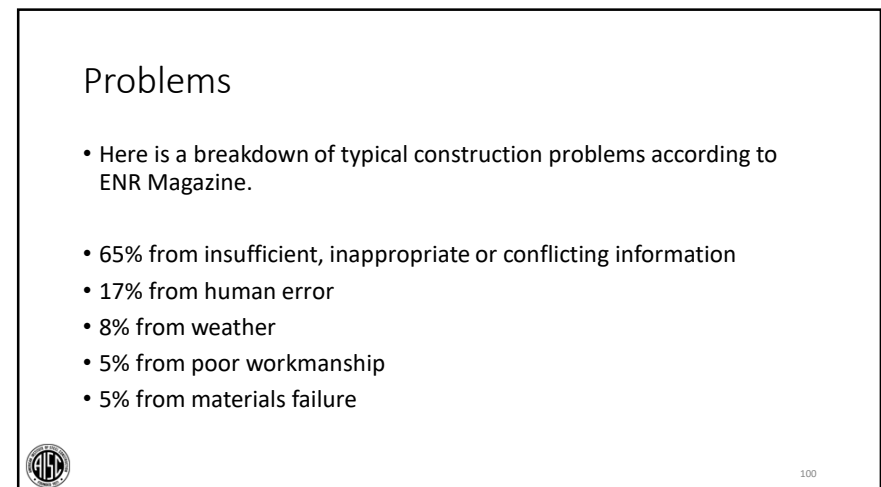 Problems
• Here is a breakdown of typical construction problems according to
ENR Magazine.
• 65% from insufficient, inappropriate or conflicting information
• 17% from human error
• 8% from weather
• 5% from poor workmanship
• 5% from materials failure
AISC
100